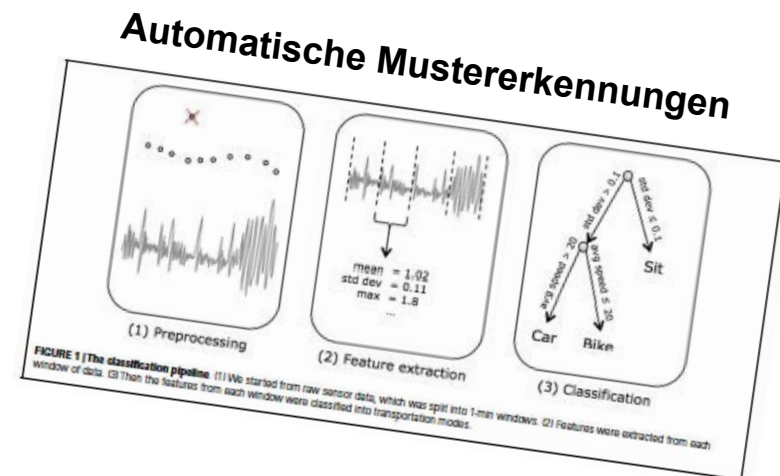 Automatische Mustererkennungen
mean = 1.02
std dev = 0.11
max = 1.8
...
std dev > 0.1
std dev ≤ 0.1
Sit
avg speed > 20
avg speed ≤ 20
Car
Bike
(1) Preprocessing
(2) Feature extraction
(3) Classification
FIGURE 1 | The classification pipeline. (1) We started from raw sensor data, which was split into 1-min windows. (2) Features were extracted from each
window of data. (3) Then the features from each window were classified into transportation modes.